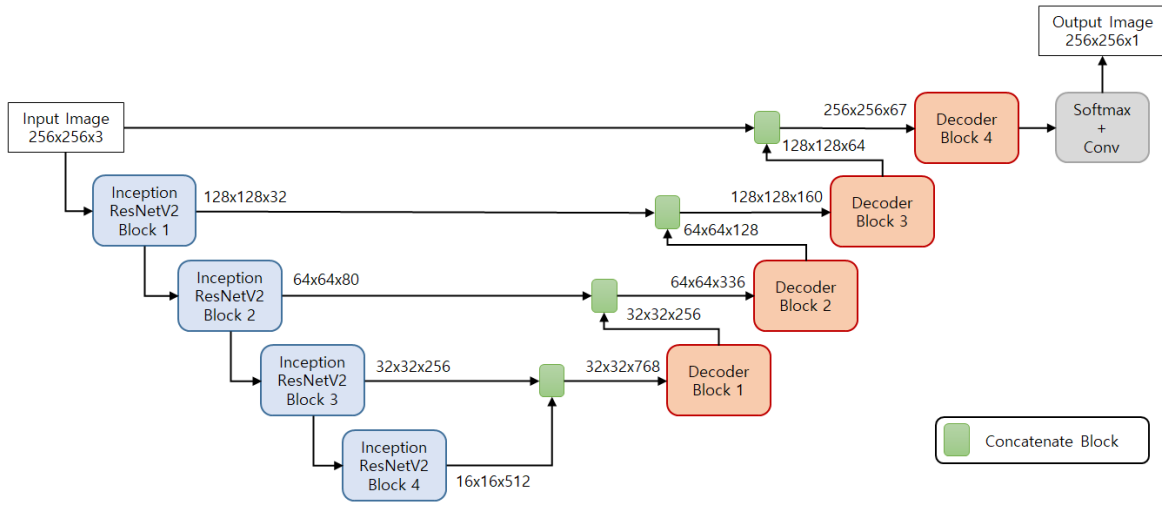 Output Image
256x256x1
Input Image
256x256x3
256x256x67
Decoder
Block 4
Softmax
+
Conv
128x128x64
Inception
ResNetV2
Block 1
128x128x32
128x128x160
Decoder
Block 3
64x64x128
Inception
ResNetV2
Block 2
64x64x80
64x64x336
Decoder
Block 2
32x32x256
Inception
ResNetV2
Block 3
32x32x256
32x32x768
Decoder
Block 1
Inception
ResNetV2
Block 4
16x16x512
Concatenate Block